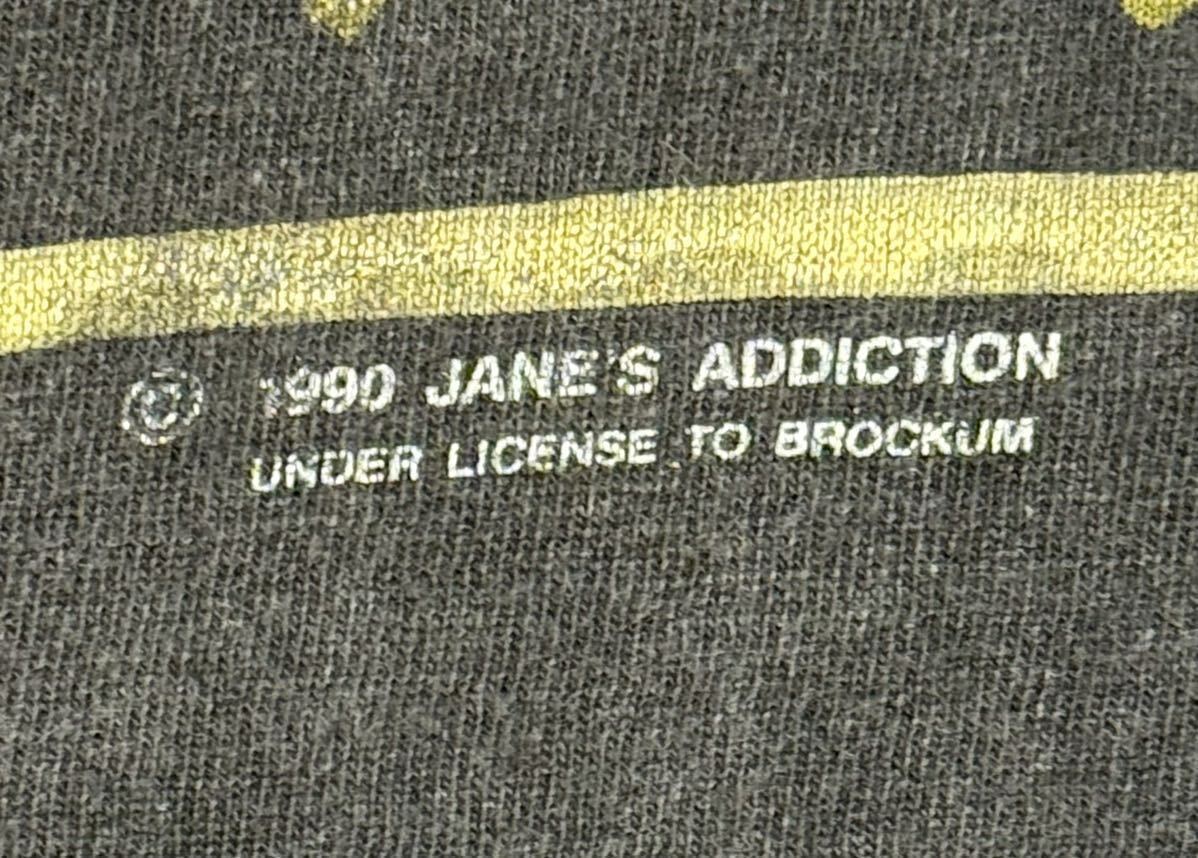 © 1990 JANE'S ADDICTION
UNDER LICENSE TO BROCKUM